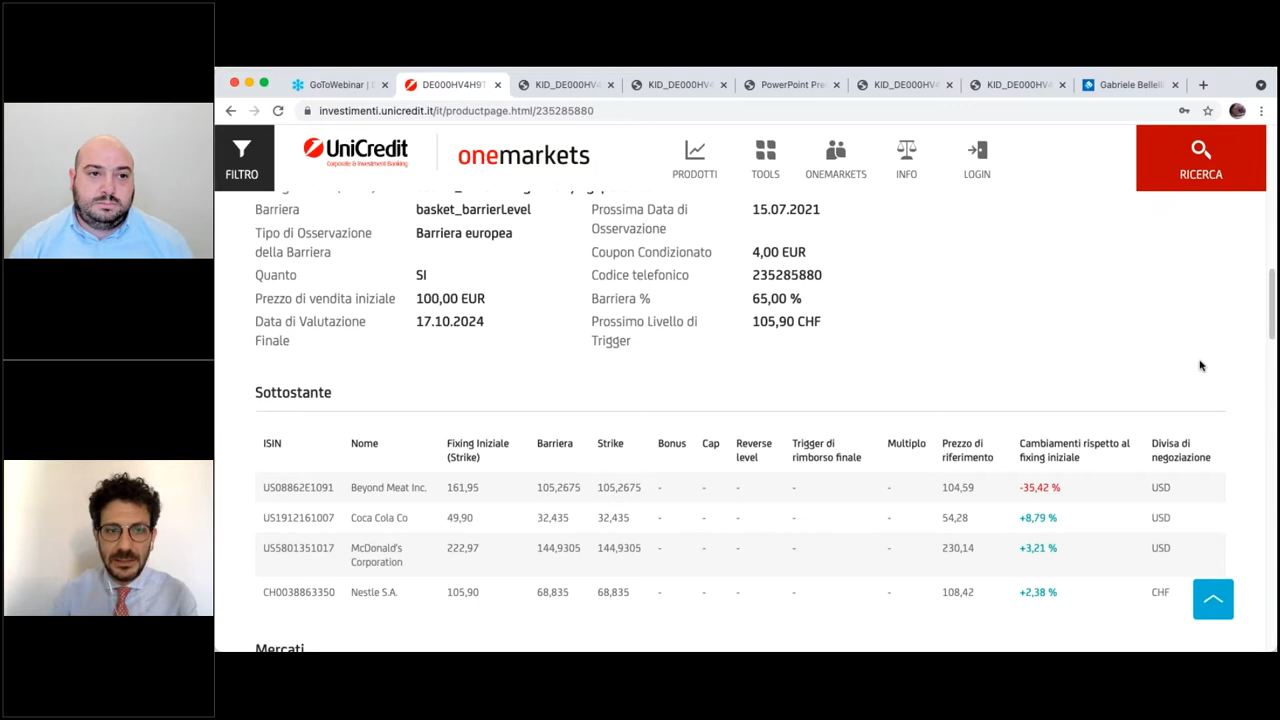 GoToWebinar |
DE000HV4H9T
KID_DE000HV4
KID_DE000HV4
PowerPoint Pre
KID_DE000HV4
KID_DE000HV4
Gabriele Bellel
investimenti.unicredit.it/it/productpage.html/235285880
FILTRO
UniCredit
Corporate & Investment Banking
onemarkets
PRODOTTI
TOOLS
ONEMARKETS
INFO
LOGIN
RICERCA
Barriera basket_barrierLevel
Tipo di Osservazione della Barriera Barriera europea
Quanto SI
Prezzo di vendita iniziale 100,00 EUR
Data di Valutazione Finale 17.10.2024
Prossima Data di Osservazione 15.07.2021
Coupon Condizionato 4,00 EUR
Codice telefonico 235285880
Barriera % 65,00 %
Prossimo Livello di Trigger 105,90 CHF
Sottostante
ISIN Nome Fixing Iniziale (Strike) Barriera Strike Bonus Cap Reverse level Trigger di rimborso finale Multiplo Prezzo di riferimento Cambiamenti rispetto al fixing iniziale Divisa di negoziazione
US08862E1091 Beyond Meat Inc. 161,95 105,2675 105,2675 - - - - - 104,59 -35,42 % USD
US1912161007 Coca Cola Co 49,90 32,435 32,435 - - - - - 54,28 +8,79 % USD
US5801351017 McDonald's Corporation 222,97 144,9305 144,9305 - - - - - 230,14 +3,21 % USD
CH0038863350 Nestle S.A. 105,90 68,835 68,835 - - - - - 108,42 +2,38 % CHF
Mercati